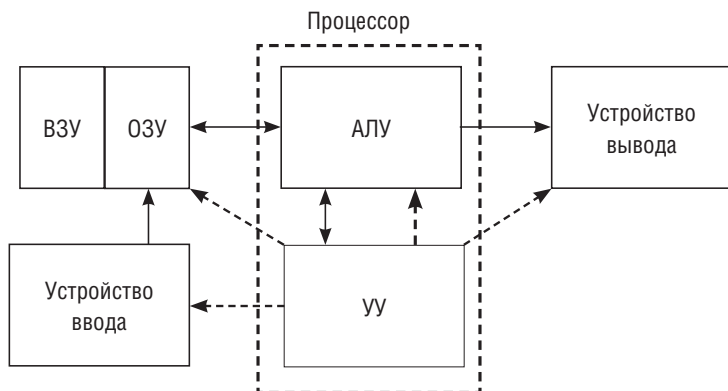 Процессор
ВЗУ
ОЗУ
АЛУ
Устройство
вывода
Устройство
ввода
УУ